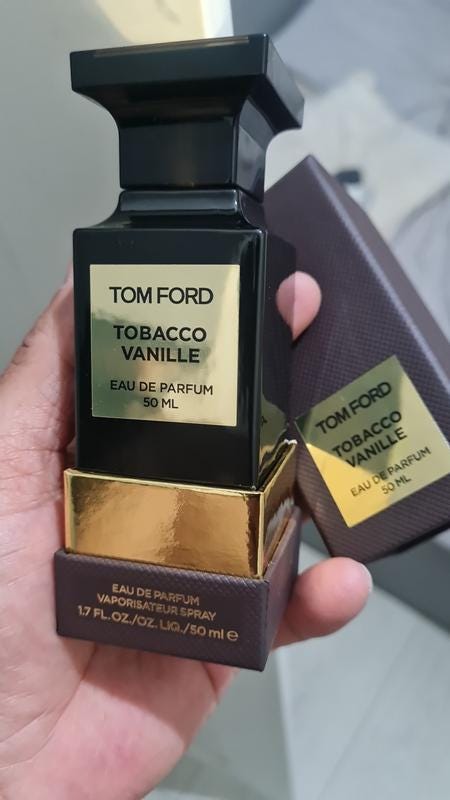 TOM FORD
TOBACCO
VANILLE
EAU DE PARFUM
50 ML
EAU DE PARFUM
VAPORISATEUR SPRAY
1.7 FL.OZ./OZ. LIQ./50 ml e
TOM FORD
TOBACCO
VANILLE
EAU DE PARFUM
50 ML